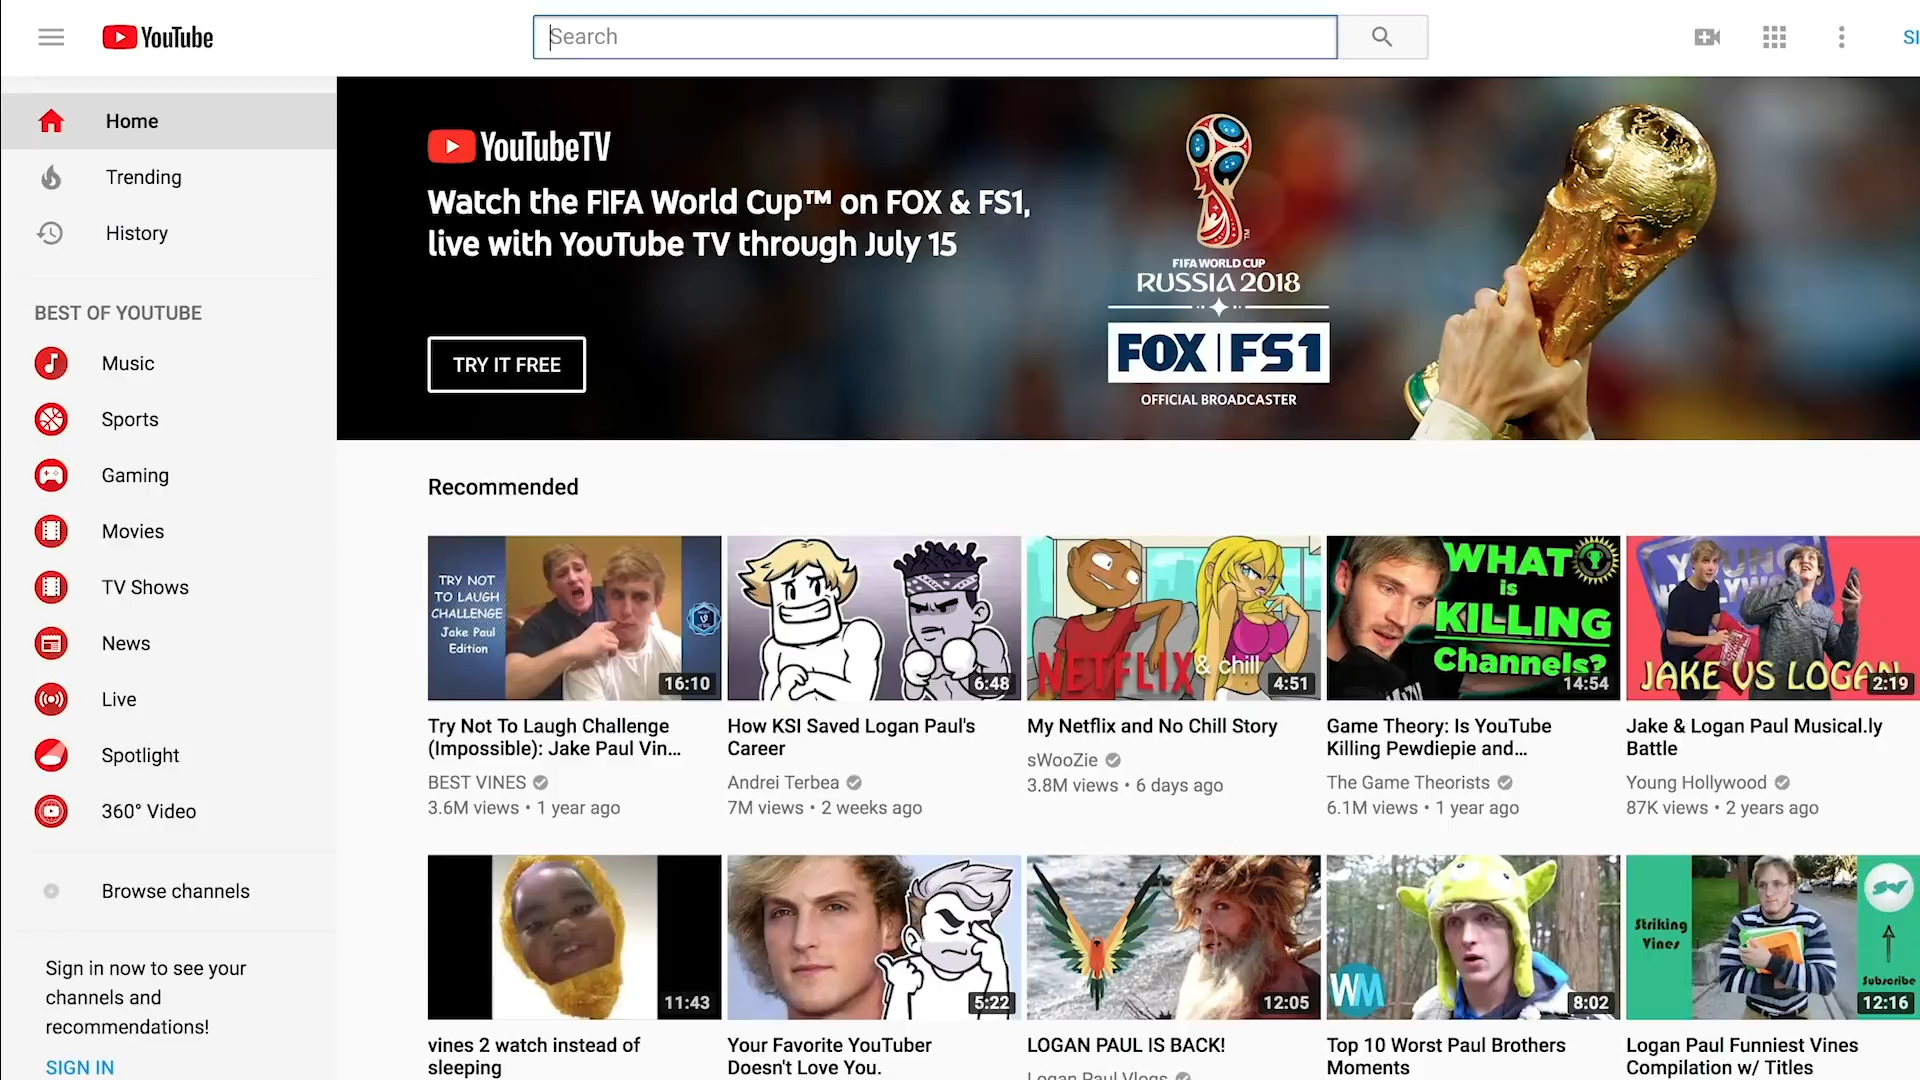 YouTube
Search
SI
Home
Trending
History
BEST OF YOUTUBE
Music
Sports
Gaming
Movies
TV Shows
News
Live
Spotlight
360° Video
Browse channels
Sign in now to see your
channels and
recommendations!
SIGN IN
YouTubeTV
Watch the FIFA World Cup™ on FOX & FS1,
live with YouTube TV through July 15
TRY IT FREE
TM
FIFA WORLD CUP
RUSSIA 2018
FOX | FS1
OFFICIAL BROADCASTER
Recommended
TRY NOT
TO LAUGH
CHALLENGE
Jake Paul
Edition
16:10
Try Not To Laugh Challenge
(Impossible): Jake Paul Vin...
BEST VINES
3.6M views • 1 year ago
6:48
How KSI Saved Logan Paul's
Career
Andrei Terbea
7M views • 2 weeks ago
NETFLIX & chill
4:51
My Netflix and No Chill Story
sWooZie
3.8M views • 6 days ago
WHAT
is
KILLING
Channels?
14:54
Game Theory: Is YouTube
Killing Pewdiepie and...
The Game Theorists
6.1M views • 1 year ago
JAKE VS LOGAN
2:19
Jake & Logan Paul Musical.ly
Battle
Young Hollywood
87K views • 2 years ago
11:43
vines 2 watch instead of
sleeping
5:22
Your Favorite YouTuber
Doesn't Love You.
12:05
LOGAN PAUL IS BACK!
Logan Paul Vlogs
WM
8:02
Top 10 Worst Paul Brothers
Moments
Striking
Vines
SV
Subscribe
12:16
Logan Paul Funniest Vines
Compilation w/ Titles